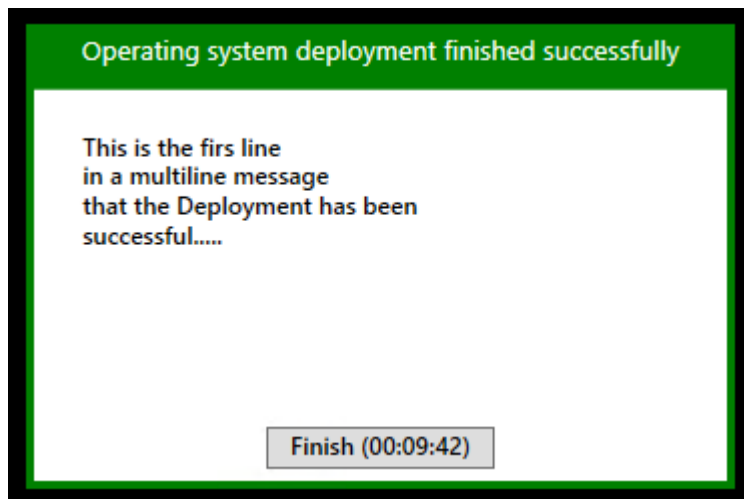 Operating system deployment finished successfully
This is the firs line
in a multiline message
that the Deployment has been
successful.....
Finish (00:09:42)